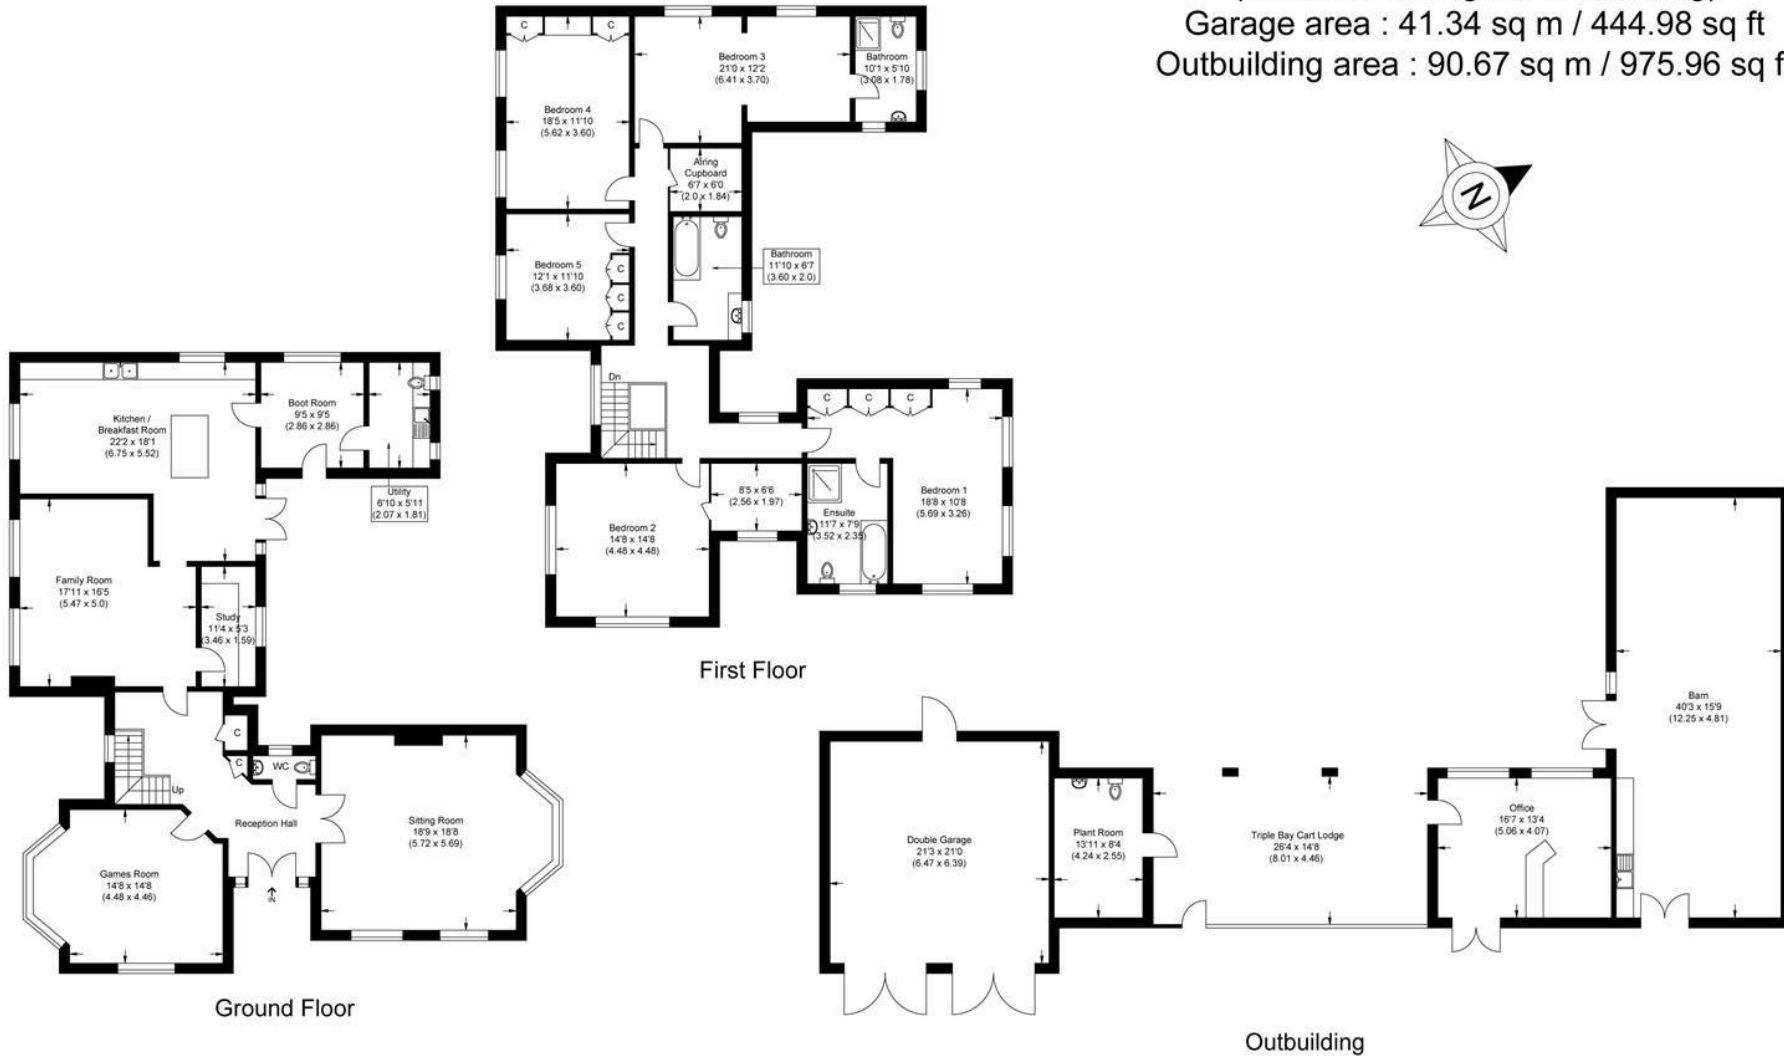 Garage area : 41.34 sq m / 444.98 sq ft
Outbuilding area : 90.67 sq m / 975.96 sq f
N
C
C
Bedroom 4
18'5 x 11'10
(5.62 x 3.60)
Bedroom 3
21'0 x 12'2
(6.41 x 3.70)
Bathroom
10'1 x 5'10
(3.08 x 1.78)
Airing
Cupboard
6'7 x 6'0
(2.0 x 1.84)
Bedroom 5
12'1 x 11'10
(3.68 x 3.60)
C
C
C
Bathroom
11'10 x 6'7
(3.60 x 2.0)
Dn
C
C
C
Bedroom 1
18'8 x 10'8
(5.69 x 3.26)
Ensuite
11'7 x 7'9
(3.52 x 2.35)
8'5 x 6'6
(2.56 x 1.97)
Bedroom 2
14'8 x 14'8
(4.48 x 4.48)
First Floor
Kitchen /
Breakfast Room
22'2 x 18'1
(6.75 x 5.52)
Boot Room
9'5 x 9'5
(2.86 x 2.86)
Utility
6'10 x 5'11
(2.07 x 1.81)
Family Room
17'11 x 16'5
(5.47 x 5.0)
Study
11'4 x 5'3
(3.46 x 1.59)
C
C
WC
Up
Reception Hall
Sitting Room
18'9 x 18'8
(5.72 x 5.69)
Games Room
14'8 x 14'8
(4.48 x 4.46)
IN
Ground Floor
Double Garage
21'3 x 21'0
(6.47 x 6.39)
Plant Room
13'11 x 8'4
(4.24 x 2.55)
Triple Bay Cart Lodge
26'4 x 14'8
(8.01 x 4.46)
Office
16'7 x 13'4
(5.06 x 4.07)
Barn
40'3 x 15'9
(12.25 x 4.81)
Outbuilding